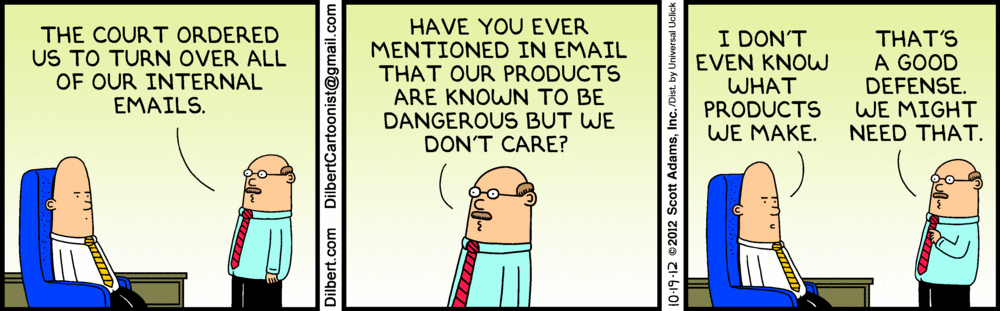 THE COURT ORDERED
US TO TURN OVER ALL
OF OUR INTERNAL
EMAILS.
Dilbert.com DilbertCartoonist@gmail.com
HAVE YOU EVER
MENTIONED IN EMAIL
THAT OUR PRODUCTS
ARE KNOWN TO BE
DANGEROUS BUT WE
DON'T CARE?
10-19-12 ©2012 Scott Adams, Inc. /Dist. by Universal Uclick
I DON'T
EVEN KNOW
WHAT
PRODUCTS
WE MAKE.
THAT'S
A GOOD
DEFENSE.
WE MIGHT
NEED THAT.